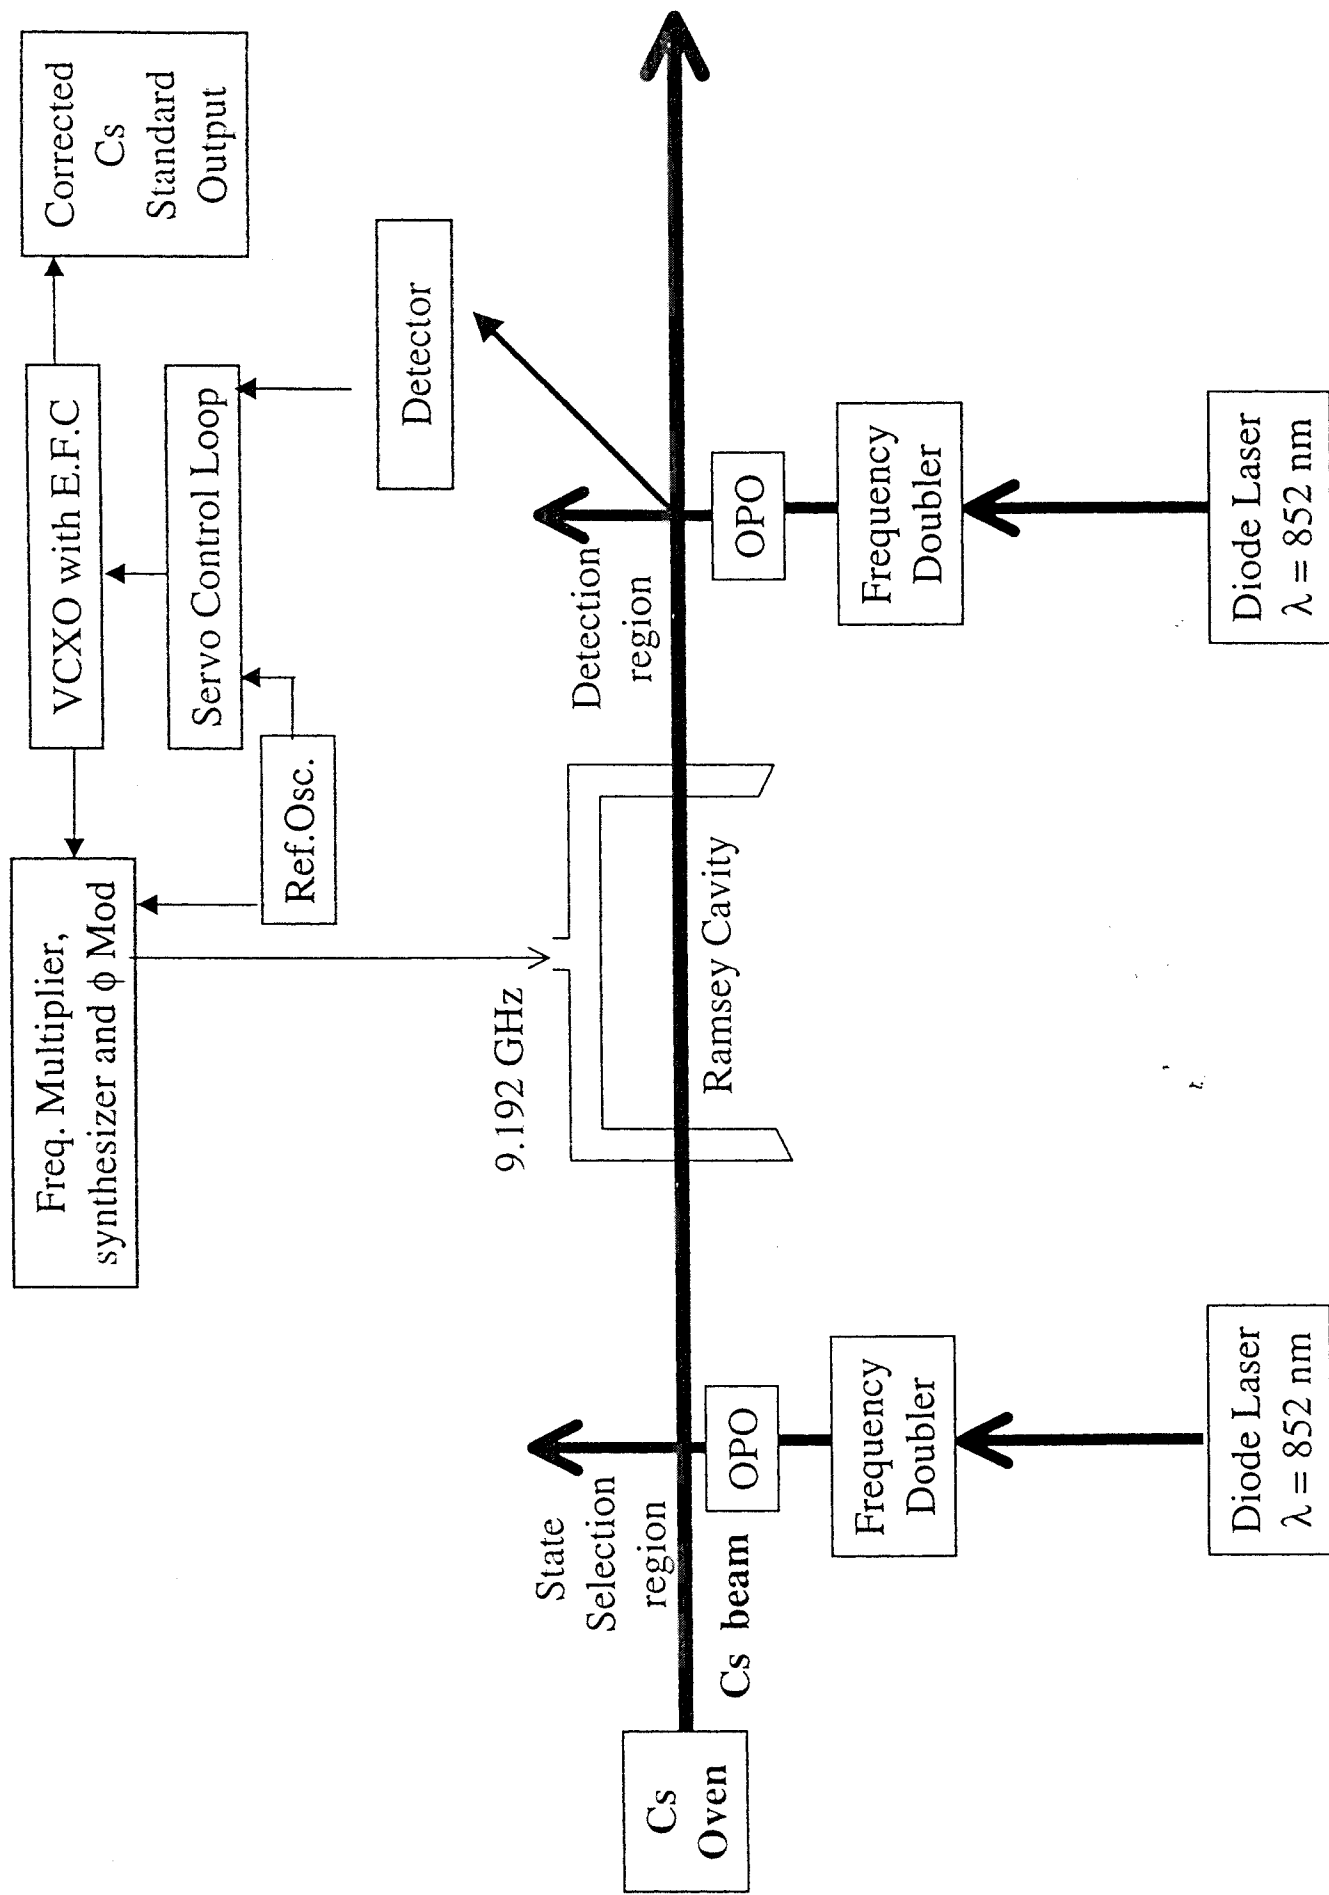 Freq. Multiplier,
synthesizer and ϕ Mod
VCXO with E.F.C
Corrected
Cs
Standard
Output
Servo Control Loop
Ref.Osc.
Detector
9.192 GHz
State
Selection
region
Detection
region
Cs
Oven
Cs beam
Ramsey Cavity
OPO
OPO
Frequency
Doubler
Frequency
Doubler
Diode Laser
λ = 852 nm
Diode Laser
λ = 852 nm